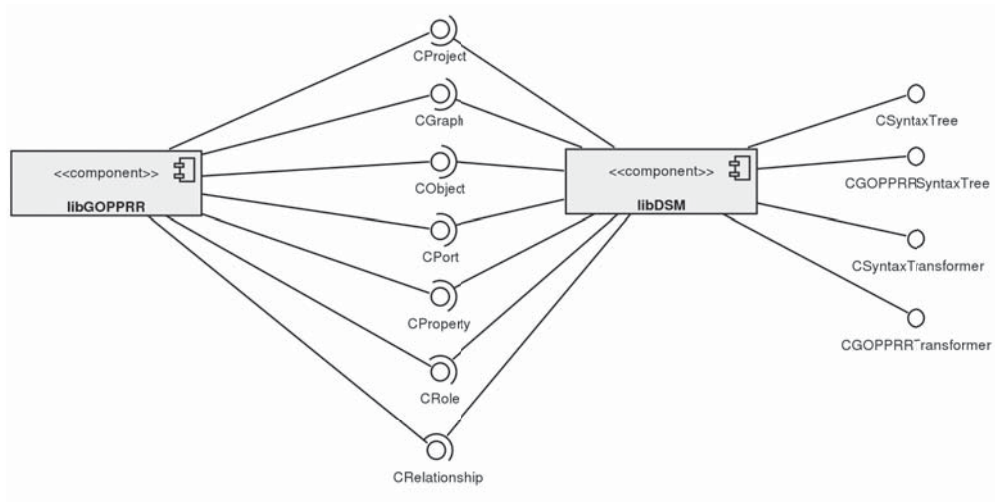 CProject
CGraph
CSyntaxTree
<<component>>
libGOPPRR
CObject
<<component>>
libDSM
CGOPPRRSyntaxTree
CPort
CSyntaxTransformer
CProperty
CGOPPRRTransformer
CRole
CRelationship